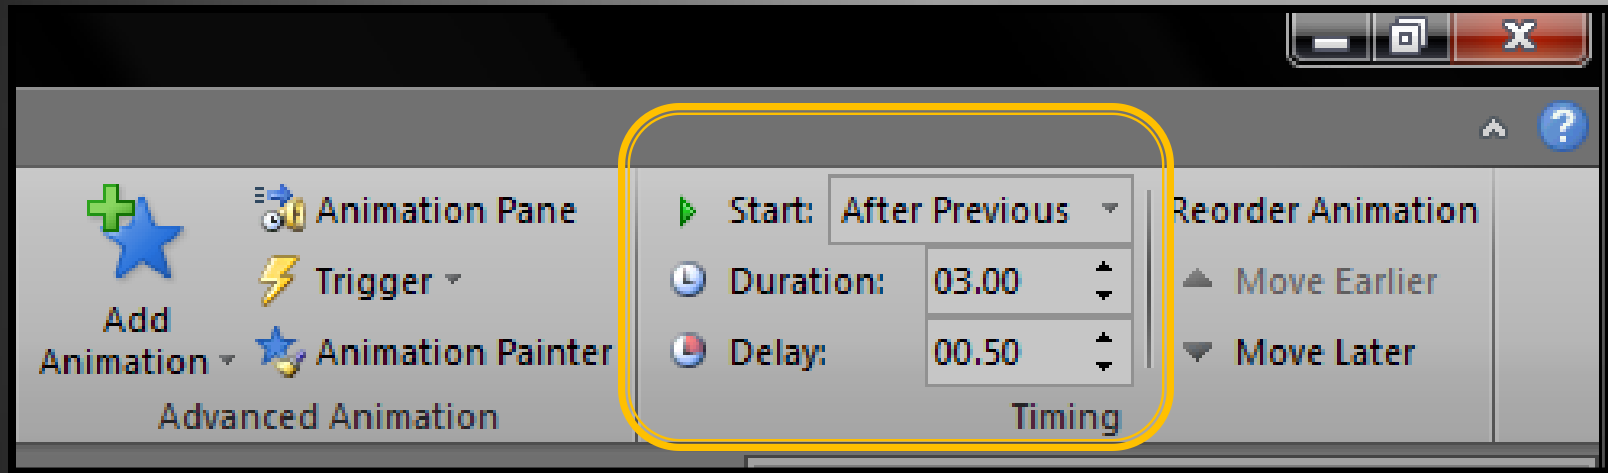 Add
Animation
Animation Pane
Trigger
Animation Painter
Advanced Animation
Start: After Previous
Duration: 03.00
Delay: 00.50
Timing
Reorder Animation
Move Earlier
Move Later